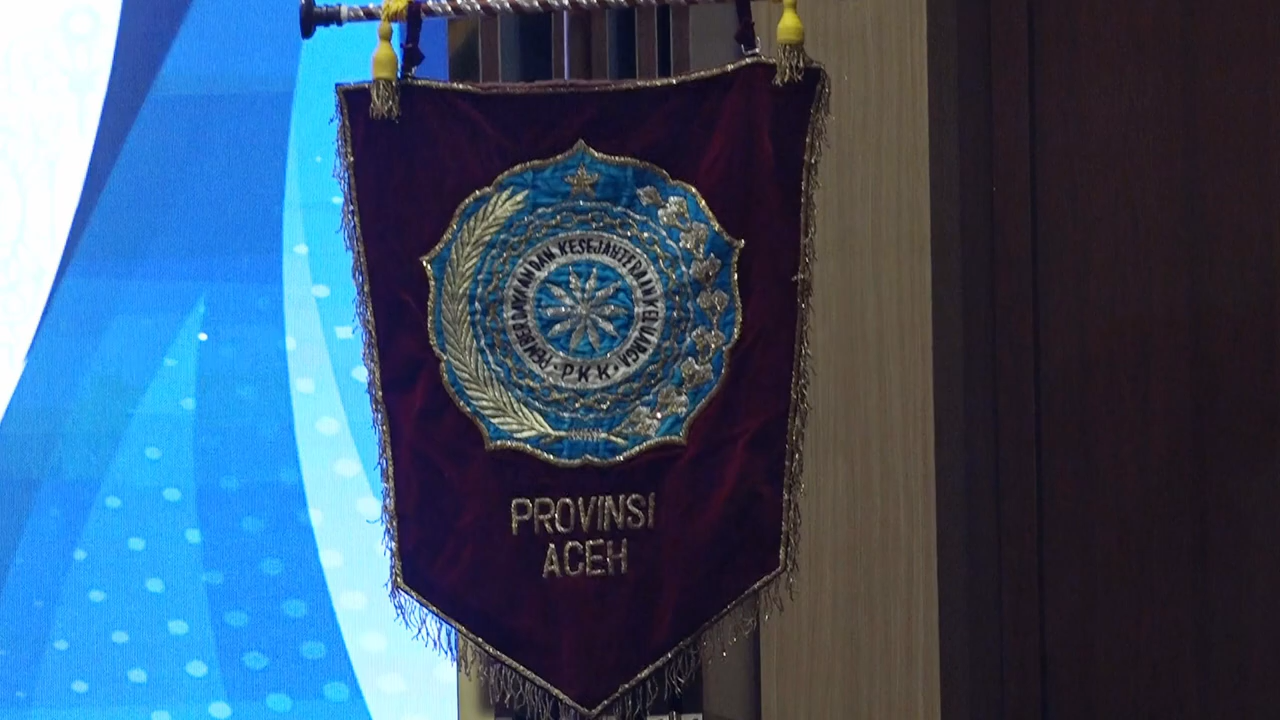 PEMBERDAYAAN DAN KESEJAHTERAAN KELUARGA
• PKK •
PROVINSI
ACEH